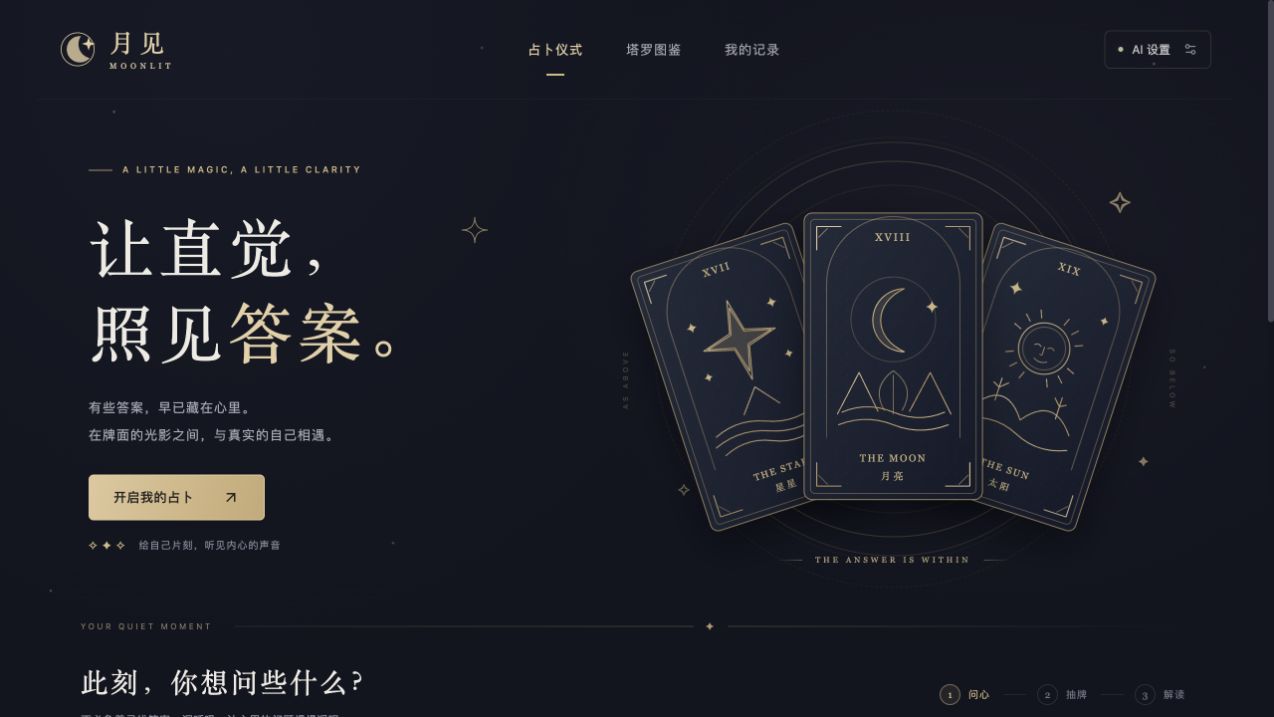 月见
MOONLIT
占卜仪式
塔罗图鉴
我的记录
AI 设置
A LITTLE MAGIC, A LITTLE CLARITY
让直觉，
照见答案。
有些答案，早已藏在心里。
在牌面的光影之间，与真实的自己相遇。
开启我的占卜
给自己片刻，听见内心的声音
AS ABOVE
XVII
THE STAR
星星
XVIII
THE MOON
月亮
XIX
THE SUN
太阳
SO BELOW
THE ANSWER IS WITHIN
YOUR QUIET MOMENT
此刻，你想问些什么?
1 问心
2 抽牌
3 解读